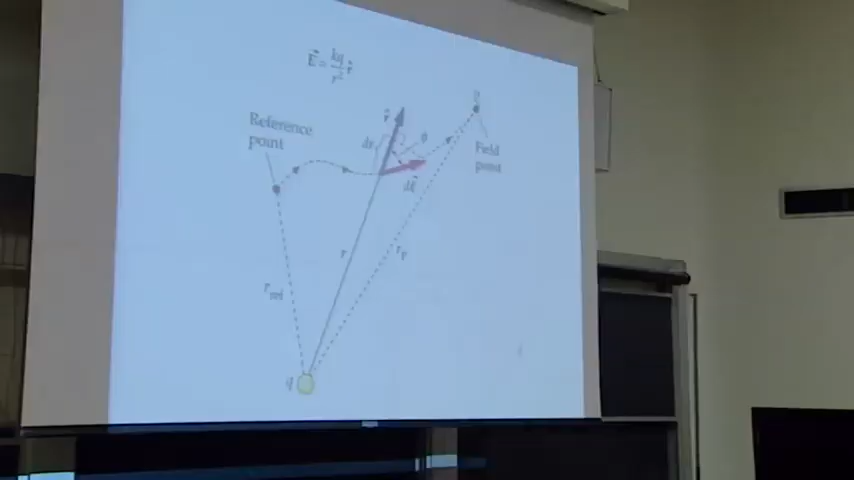 E⃗ = kq/r² r̂
Reference
point
r̂
dr
ϕ
P
Field
point
dℓ⃗
r
r_P
r_ref
q